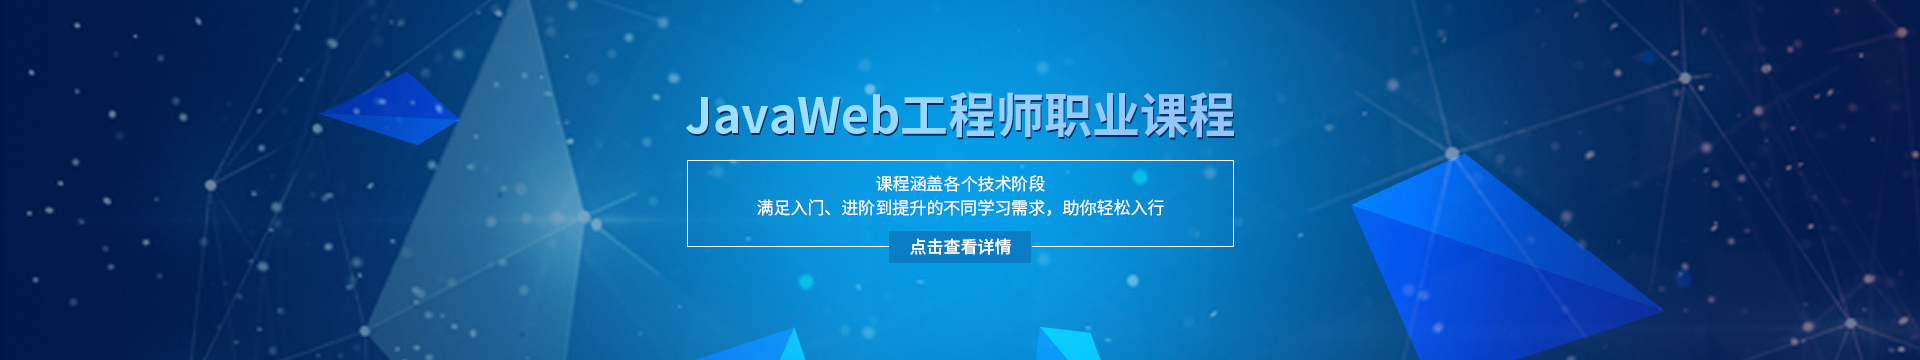 JavaWeb工程师职业课程
课程涵盖各个技术阶段
满足入门、进阶到提升的不同学习需求，助你轻松入行
点击查看详情